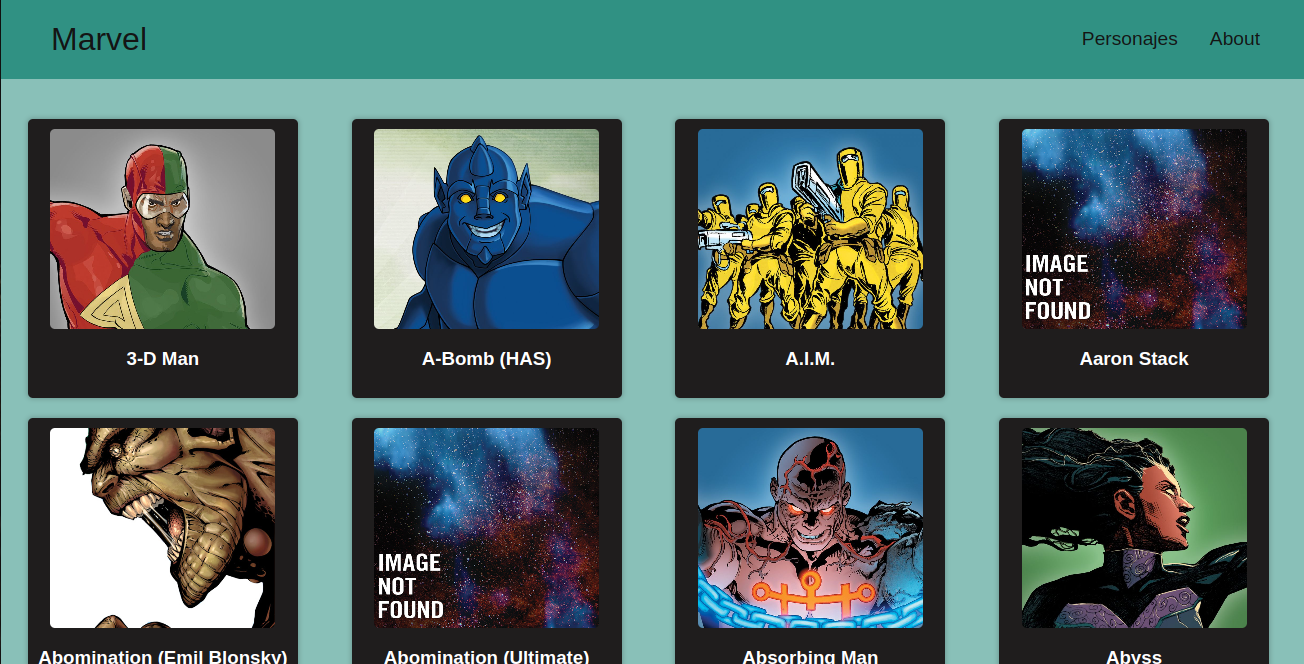 Marvel
Personajes About
3-D Man
A-Bomb (HAS)
A.I.M.
IMAGE
NOT
FOUND
Aaron Stack
Abomination (Emil Blonsky)
IMAGE
NOT
FOUND
Abomination (Ultimate)
Absorbing Man
Abyss